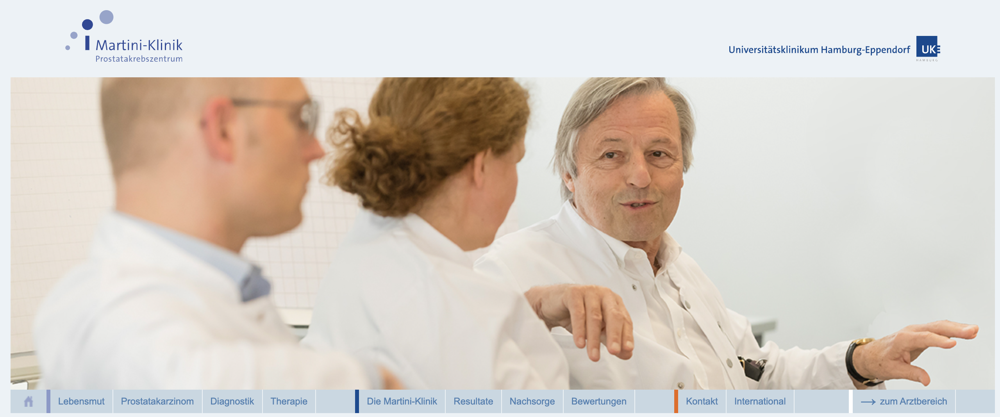 Martini-Klinik
Prostatakrebszentrum
Universitätsklinikum Hamburg-Eppendorf
UKE
HAMBURG
Lebensmut
Prostatakarzinom
Diagnostik
Therapie
Die Martini-Klinik
Resultate
Nachsorge
Bewertungen
Kontakt
International
→ zum Arztbereich